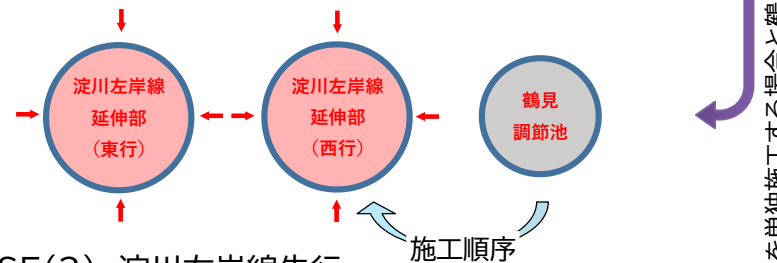 淀川左岸線
延伸部
（東行）
淀川左岸線
延伸部
（西行）
鶴見
調節池
施工順序